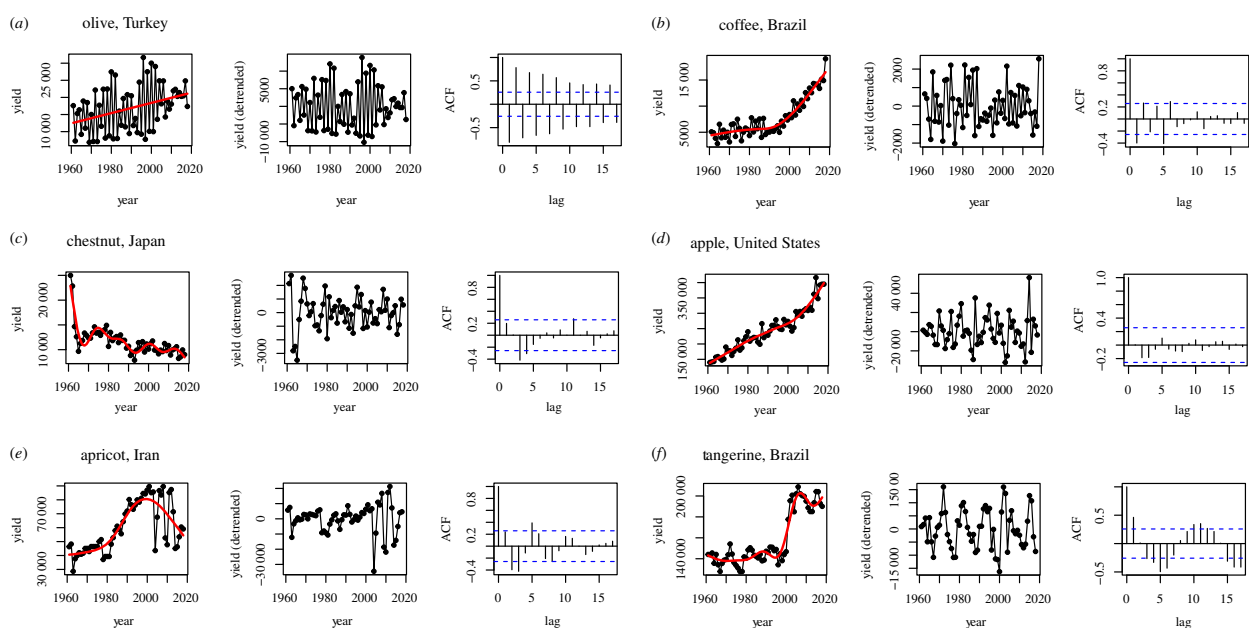 (a) olive, Turkey
yield
10 000 25 000
1960 1980 2000 2020
year
yield (detrended)
−10 000 5000
1960 1980 2000 2020
year
ACF
−0.5 0.5
0 5 10 15
lag
(b) coffee, Brazil
yield
5000 15 000
1960 1980 2000 2020
year
yield (detrended)
−2000 0 2000
1960 1980 2000 2020
year
ACF
−0.4 0.2 0.8
0 5 10 15
lag
(c) chestnut, Japan
yield
10 000 20 000
1960 1980 2000 2020
year
yield (detrended)
−3000 0
1960 1980 2000 2020
year
ACF
−0.4 0.2 0.8
0 5 10 15
lag
(d) apple, United States
yield
150 000 350 000
1960 1980 2000 2020
year
yield (detrended)
−20 000 40 000
1960 1980 2000 2020
year
ACF
−0.2 0.4 1.0
0 5 10 15
lag
(e) apricot, Iran
yield
30 000 70 000
1960 1980 2000 2020
year
yield (detrended)
−30 000 0
1960 1980 2000 2020
year
ACF
−0.4 0.2 0.8
0 5 10 15
lag
(f) tangerine, Brazil
yield
140 000 200 000
1960 1980 2000 2020
year
yield (detrended)
−15 000 0 1500
1960 1980 2000 2020
year
ACF
−0.5 0.5
0 5 10 15
lag